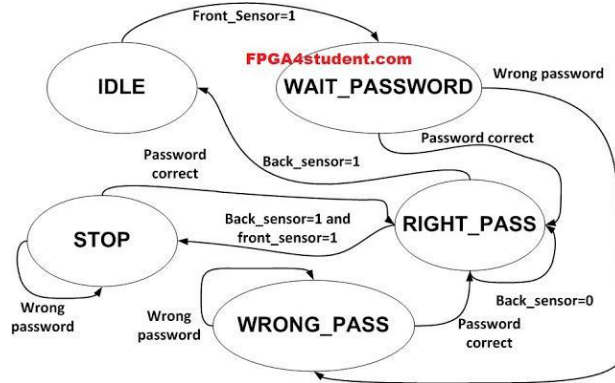 Front_Sensor=1
FPGA4student.com
IDLE
WAIT_PASSWORD
Wrong password
Password correct
Back_sensor=1
Password
correct
Back_sensor=1 and
front_sensor=1
RIGHT_PASS
STOP
Wrong
password
Wrong
password
WRONG_PASS
Back_sensor=0
Password
correct